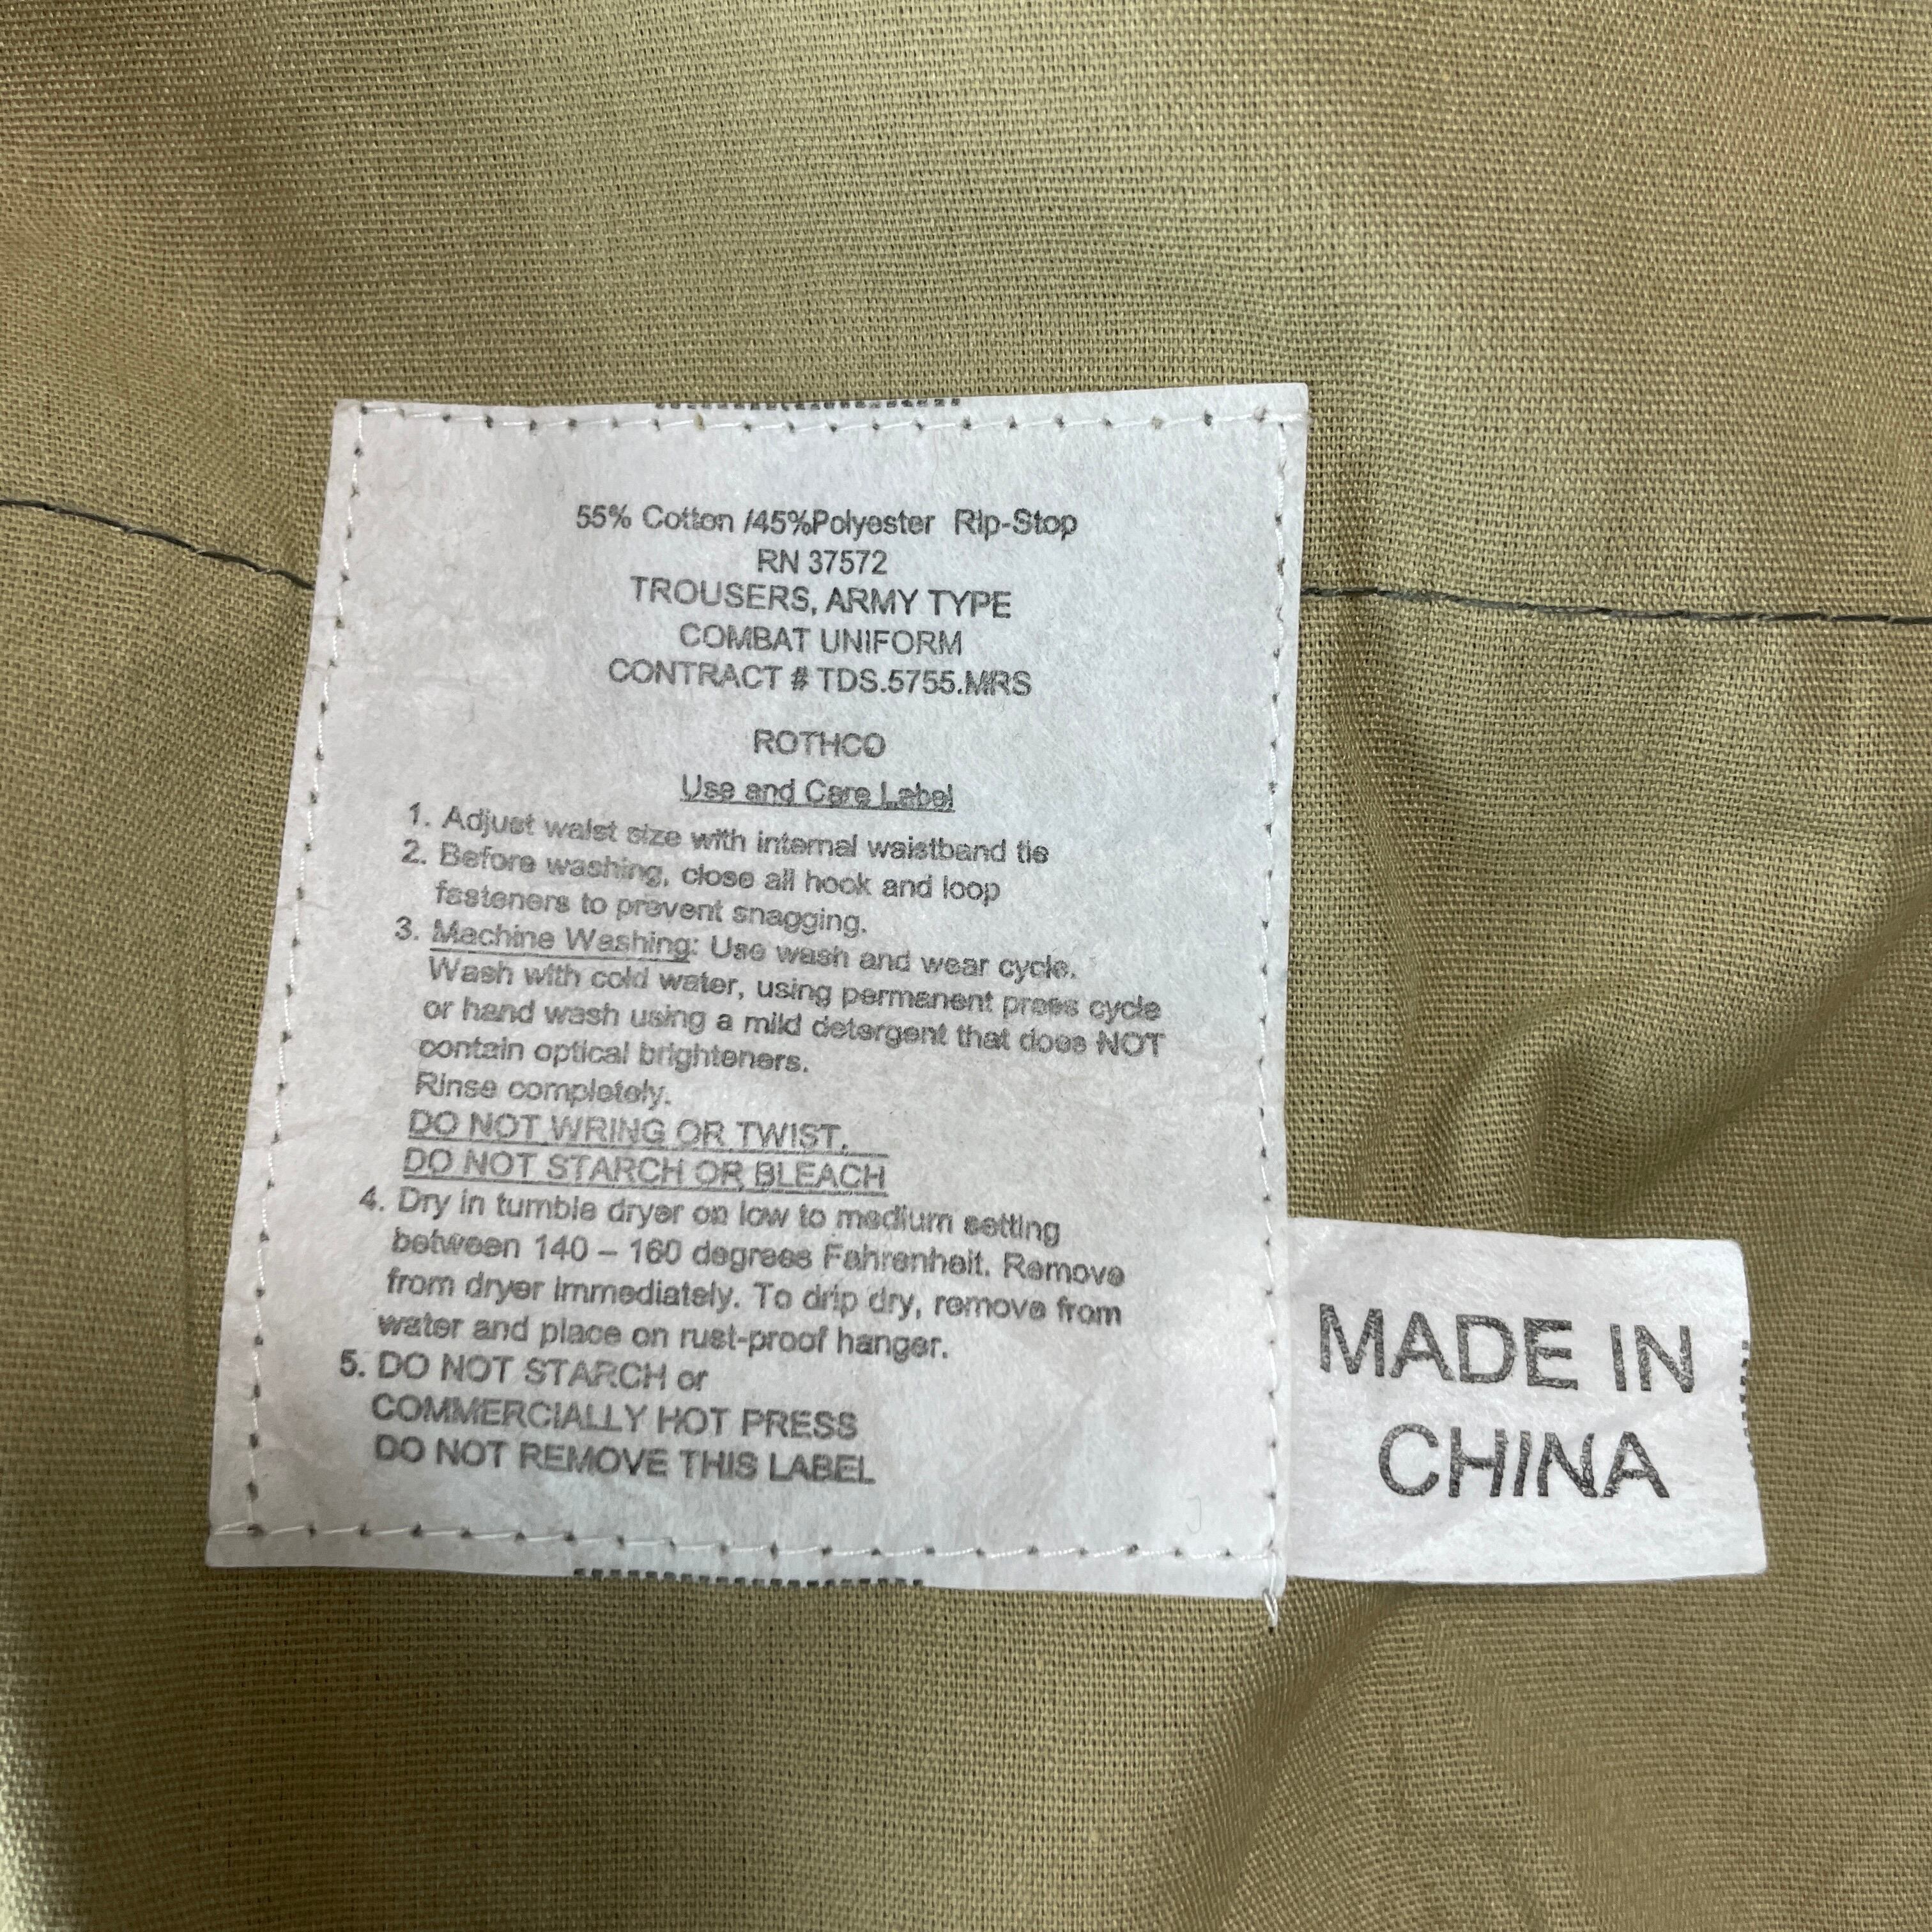 55% Cotton /45%Polyester Rip-Stop
RN 37572
TROUSERS, ARMY TYPE
COMBAT UNIFORM
CONTRACT # TDS.5755.MRS
ROTHCO
Use and Care Label
1. Adjust waist size with internal waistband tie
2. Before washing, close all hook and loop
fasteners to prevent snagging.
3. Machine Washing: Use wash and wear cycle.
Wash with cold water, using permanent press cycle
or hand wash using a mild detergent that does NOT
contain optical brighteners.
Rinse completely.
DO NOT WRING OR TWIST.
DO NOT STARCH OR BLEACH
4. Dry in tumble dryer on low to medium setting
between 140 – 160 degrees Fahrenheit. Remove
from dryer immediately. To drip dry, remove from
water and place on rust-proof hanger.
5. DO NOT STARCH or
COMMERCIALLY HOT PRESS
DO NOT REMOVE THIS LABEL
MADE IN
CHINA